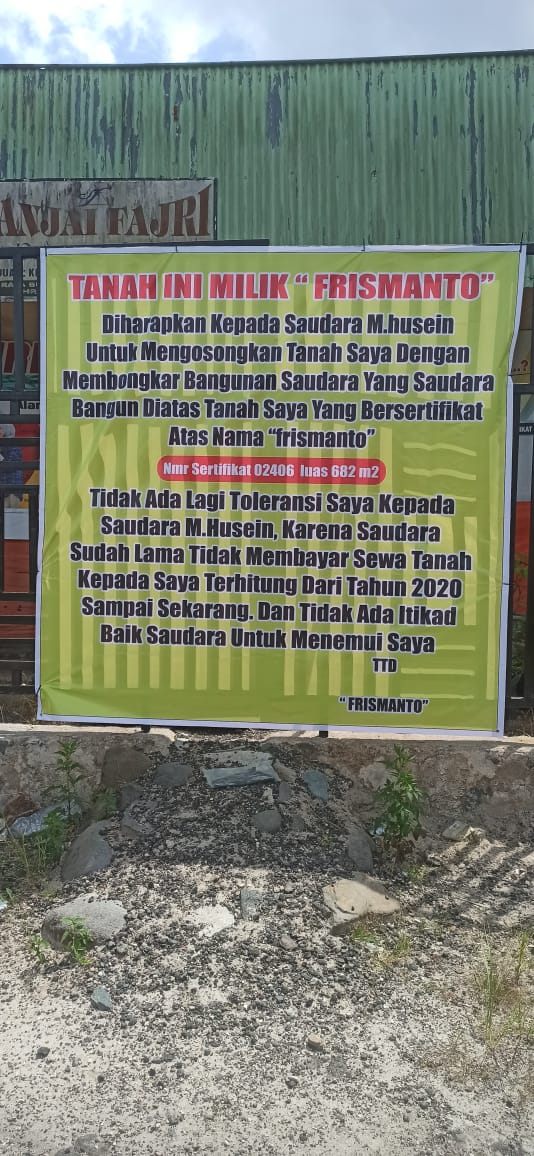 ANJAI FAJRI
TANAH INI MILIK “ FRISMANTO”
Diharapkan Kepada Saudara M.husein
Untuk Mengosongkan Tanah Saya Dengan
Membongkar Bangunan Saudara Yang Saudara
Bangun Diatas Tanah Saya Yang Bersertifikat
Atas Nama “frismanto”
Nmr Sertifikat 02406 luas 682 m2
Tidak Ada Lagi Toleransi Saya Kepada
Saudara M.Husein, Karena Saudara
Sudah Lama Tidak Membayar Sewa Tanah
Kepada Saya Terhitung Dari Tahun 2020
Sampai Sekarang. Dan Tidak Ada Itikad
Baik Saudara Untuk Menemui Saya
TTD
“ FRISMANTO”